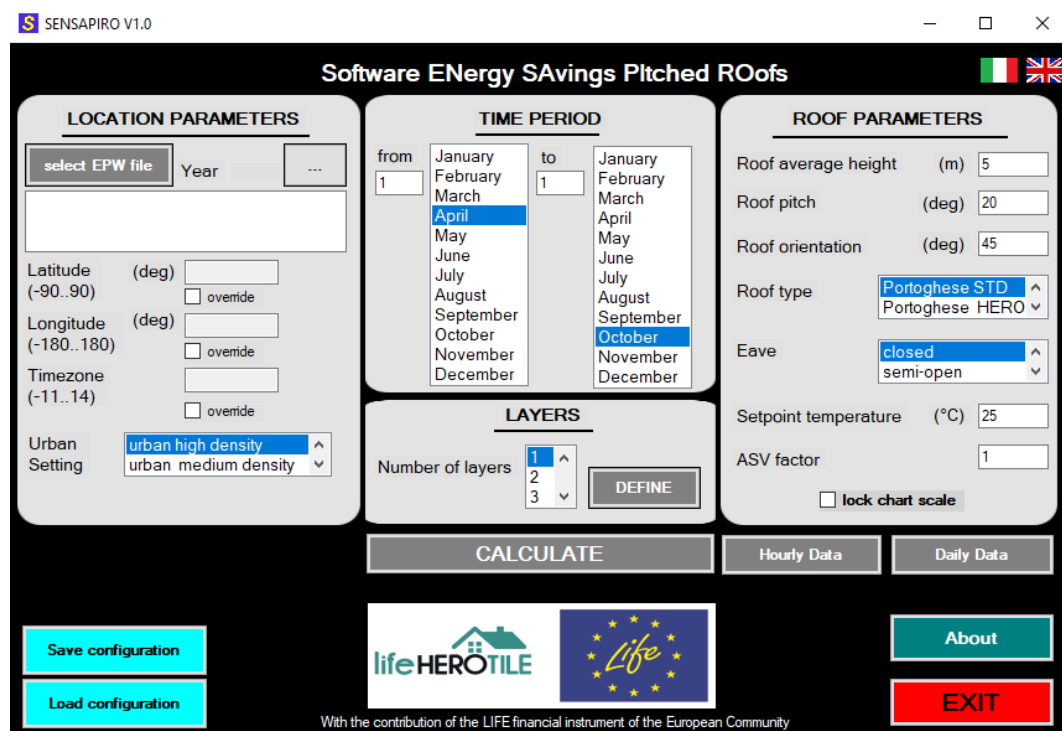 SENSAPIRO V1.0
Software ENergy SAvings PItched ROofs
LOCATION PARAMETERS
select EPW file
Year
...
Latitude (deg)
(-90..90)
override
Longitude (deg)
(-180..180)
override
Timezone
(-11..14)
override
Urban
Setting
urban high density
urban medium density
TIME PERIOD
from
1
January
February
March
April
May
June
July
August
September
October
November
December
to
1
January
February
March
April
May
June
July
August
September
October
November
December
LAYERS
Number of layers
1
2
3
DEFINE
ROOF PARAMETERS
Roof average height (m) 5
Roof pitch (deg) 20
Roof orientation (deg) 45
Roof type
Portoghese STD
Portoghese HERO
Eave
closed
semi-open
Setpoint temperature (°C) 25
ASV factor 1
lock chart scale
CALCULATE
Hourly Data
Daily Data
Save configuration
Load configuration
lifeHEROTILE
Life
About
EXIT
With the contribution of the LIFE financial instrument of the European Community